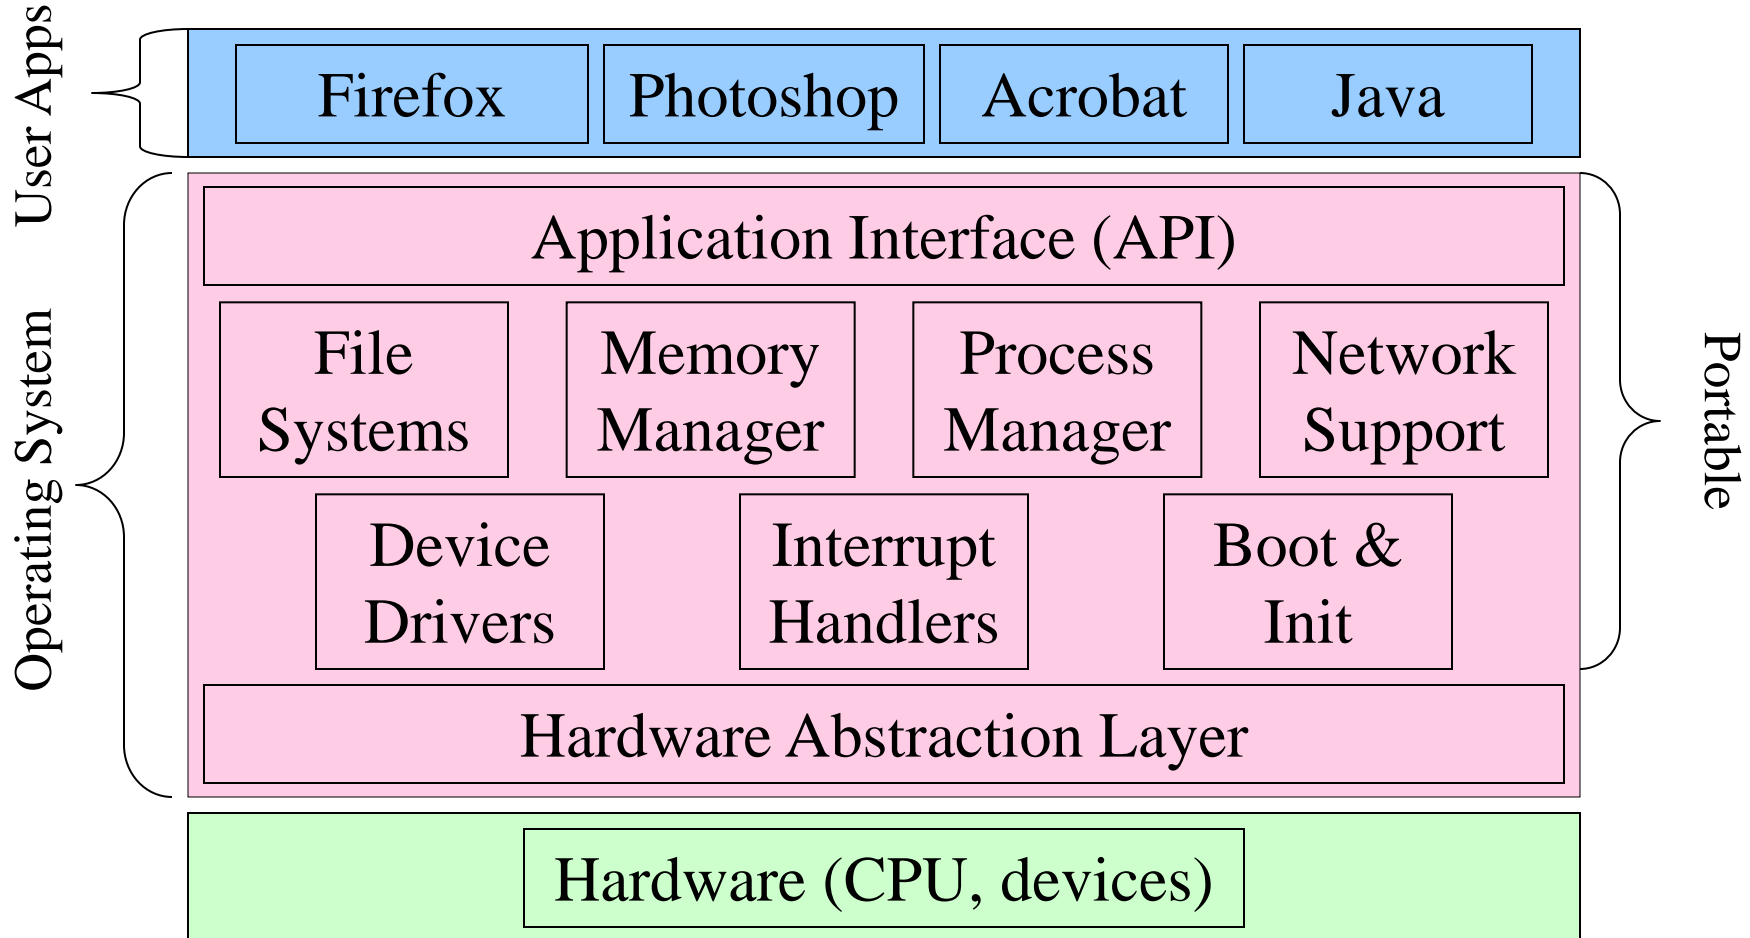 User Apps
Firefox
Photoshop
Acrobat
Java
Operating System
Application Interface (API)
File
Systems
Memory
Manager
Process
Manager
Network
Support
Device
Drivers
Interrupt
Handlers
Boot &
Init
Hardware Abstraction Layer
Portable
Hardware (CPU, devices)